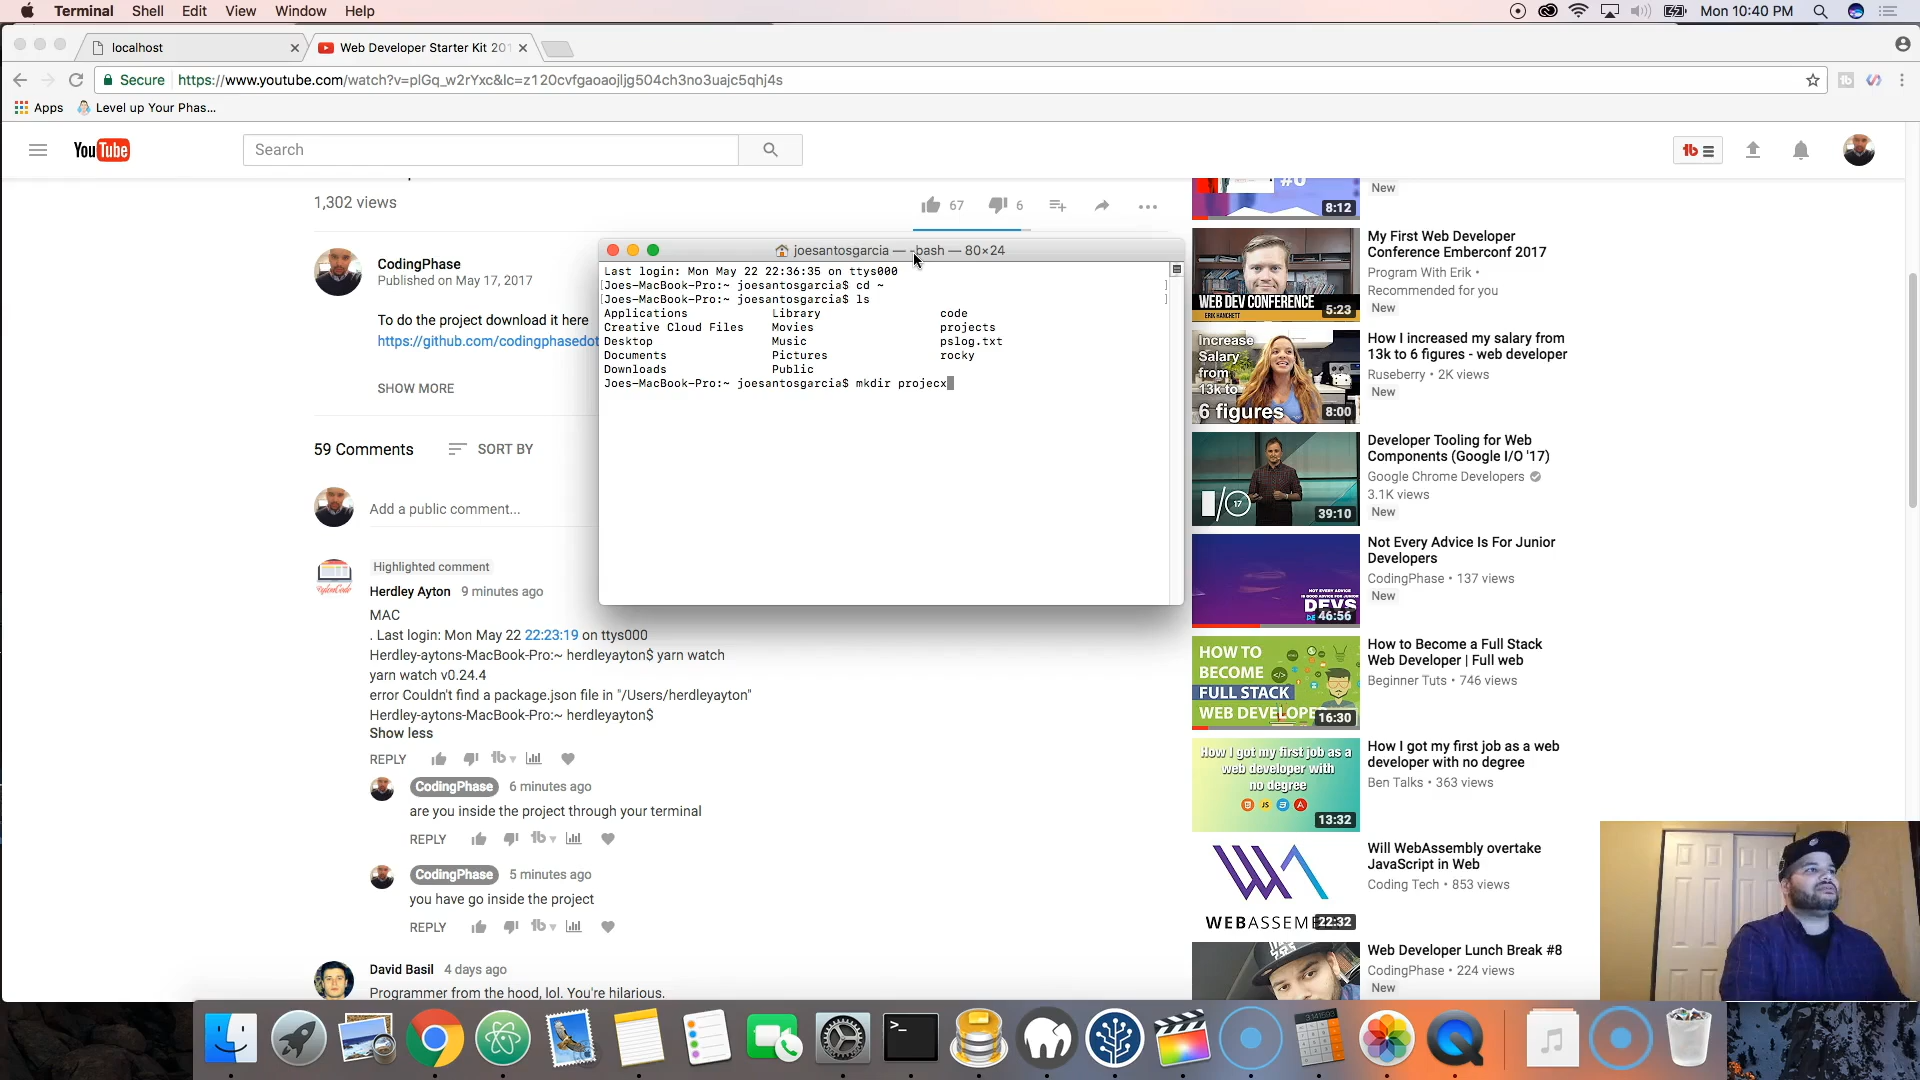 Terminal Shell Edit View Window Help
Mon 10:40 PM
localhost
Web Developer Starter Kit 201
Secure https://www.youtube.com/watch?v=plGq_w2rYxc&lc=z120cvfgaoaojljg504ch3no3uajc5qhj4s
Apps Level up Your Phas...
YouTube
Search
1,302 views
67 6
CodingPhase
Published on May 17, 2017
To do the project download it here
https://github.com/codingphasedot
SHOW MORE
59 Comments SORT BY
Add a public comment...
Highlighted comment
Herdley Ayton 9 minutes ago
MAC
. Last login: Mon May 22 22:23:19 on ttys000
Herdley-aytons-MacBook-Pro:~ herdleyayton$ yarn watch
yarn watch v0.24.4
error Couldn't find a package.json file in "/Users/herdleyayton"
Herdley-aytons-MacBook-Pro:~ herdleyayton$
Show less
REPLY
CodingPhase 6 minutes ago
are you inside the project through your terminal
REPLY
CodingPhase 5 minutes ago
you have go inside the project
REPLY
David Basil 4 days ago
Programmer from the hood, lol. You're hilarious.
joesantosgarcia — -bash — 80×24
Last login: Mon May 22 22:36:35 on ttys000
[Joes-MacBook-Pro:~ joesantosgarcia$ cd ~ ]
[Joes-MacBook-Pro:~ joesantosgarcia$ ls ]
Applications Library code
Creative Cloud Files Movies projects
Desktop Music pslog.txt
Documents Pictures rocky
Downloads Public
Joes-MacBook-Pro:~ joesantosgarcia$ mkdir projecx
#0
8:12
New
WEB DEV CONFERENCE
ERIK HANCHETT
5:23
My First Web Developer
Conference Emberconf 2017
Program With Erik •
Recommended for you
New
Increase
Salary
from
13k to
6 figures
8:00
How I increased my salary from
13k to 6 figures - web developer
Ruseberry • 2K views
New
I/O 17
39:10
Developer Tooling for Web
Components (Google I/O '17)
Google Chrome Developers
3.1K views
New
NOT EVERY ADVICE
IS GOOD ADVICE FOR JUNIOR
DEVS
46:56
Not Every Advice Is For Junior
Developers
CodingPhase • 137 views
New
HOW TO
BECOME
FULL STACK
WEB DEVELOPER
16:30
How to Become a Full Stack
Web Developer | Full web
Beginner Tuts • 746 views
How I got my first job as a
web developer with
no degree
13:32
How I got my first job as a web
developer with no degree
Ben Talks • 363 views
WEBASSEM
22:32
Will WebAssembly overtake
JavaScript in Web
Coding Tech • 853 views
Web Developer Lunch Break #8
CodingPhase • 224 views
New